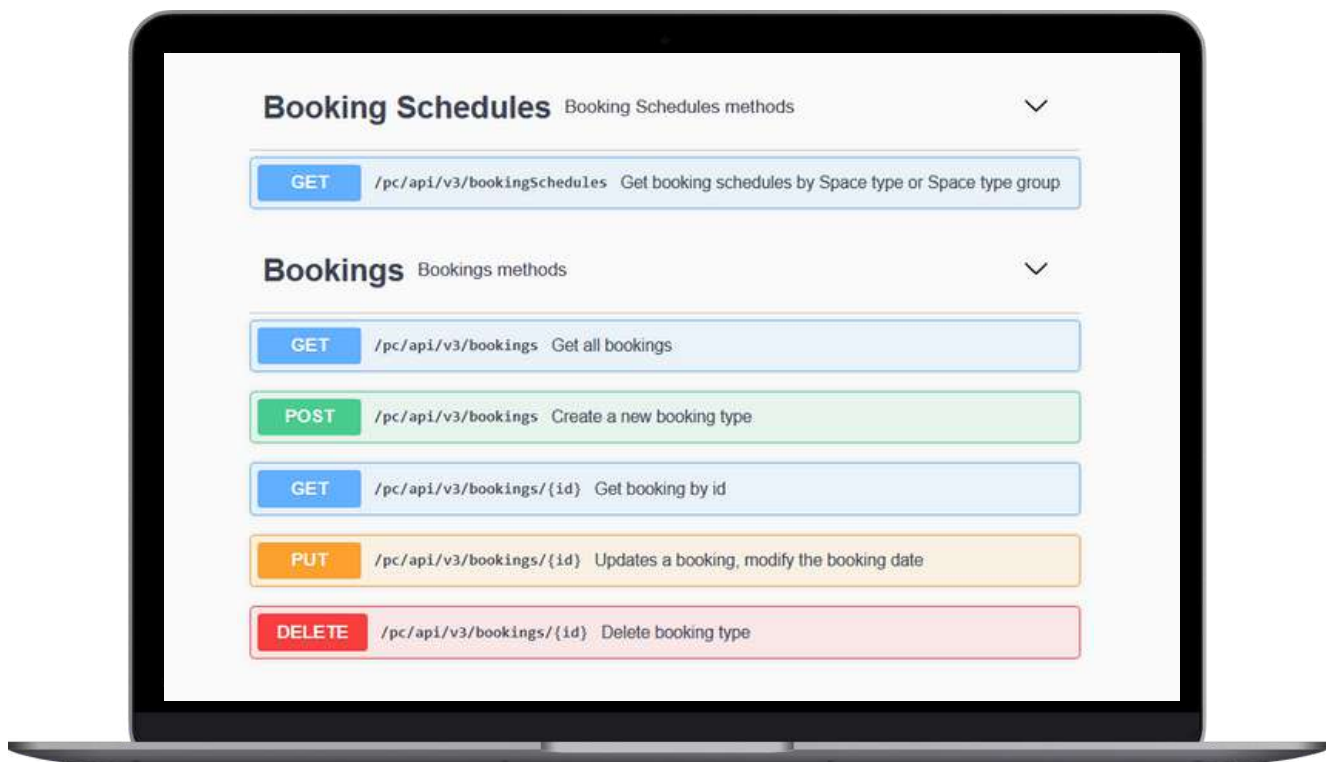 Booking Schedules Booking Schedules methods
GET /pc/api/v3/bookingSchedules Get booking schedules by Space type or Space type group
Bookings Bookings methods
GET /pc/api/v3/bookings Get all bookings
POST /pc/api/v3/bookings Create a new booking type
GET /pc/api/v3/bookings/{id} Get booking by id
PUT /pc/api/v3/bookings/{id} Updates a booking, modify the booking date
DELETE /pc/api/v3/bookings/{id} Delete booking type